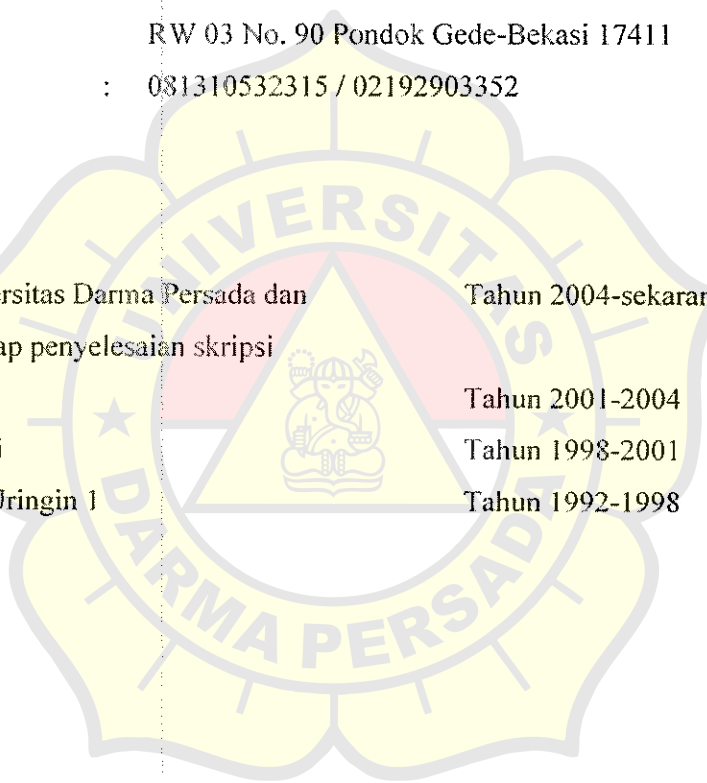 RW 03 No. 90 Pondok Gede-Bekasi 17411
: 081310532315 / 02192903352
UNIVERSITAS
ersitas Darma Persada dan Tahun 2004-sekaran
ap penyelesaian skripsi
Tahun 2001-2004
i Tahun 1998-2001
Uringin 1 Tahun 1992-1998
DARMA PERSADA